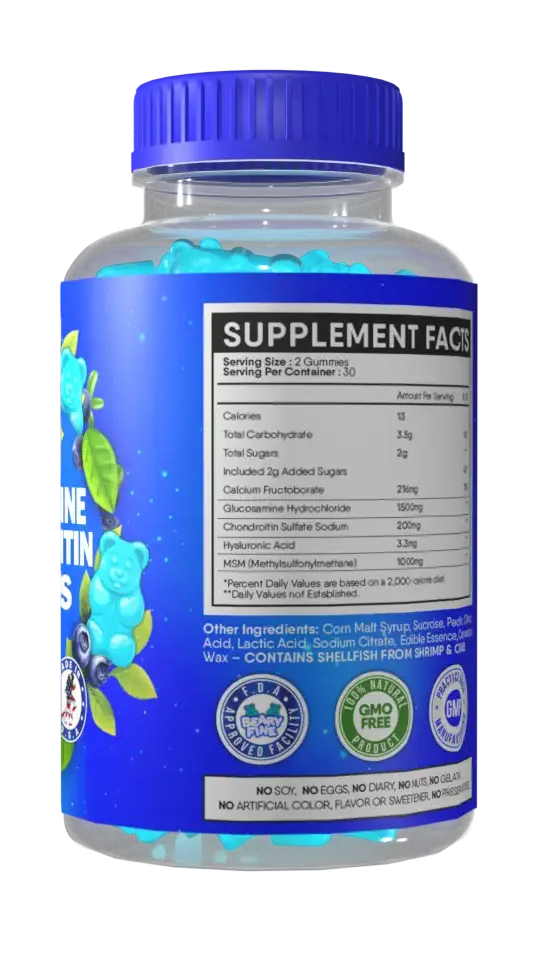 SUPPLEMENT FACTS
Serving Size : 2 Gummies
Serving Per Container : 30
Amount Per Serving
Calories 13
Total Carbohydrate 3.5g
Total Sugars 2g
Included 2g Added Sugars
Calcium Fructoborate 216mg
Glucosamine Hydrochloride 1500mg
Chondroitin Sulfate Sodium 200mg
Hyaluronic Acid 3.3mg
MSM (Methylsulfonylmethane) 1000mg
*Percent Daily Values are based on a 2,000 calorie diet
**Daily Values not Established.
INE
ITIN
S
Other Ingredients: Corn Malt Syrup, Sucrose,
Acid, Lactic Acid, Sodium Citrate, Edible Essence,
Wax – CONTAINS SHELLFISH FROM SHRIMP &
MADE IN
F.D.A
APPROVED FACILITY
BEARY
FINE
100% NATURAL
GMO
FREE
PRODUCT
GMP
NO SOY, NO EGGS, NO DIARY, NO NUTS, NO
NO ARTIFICIAL COLOR, FLAVOR OR SWEETENER, NO